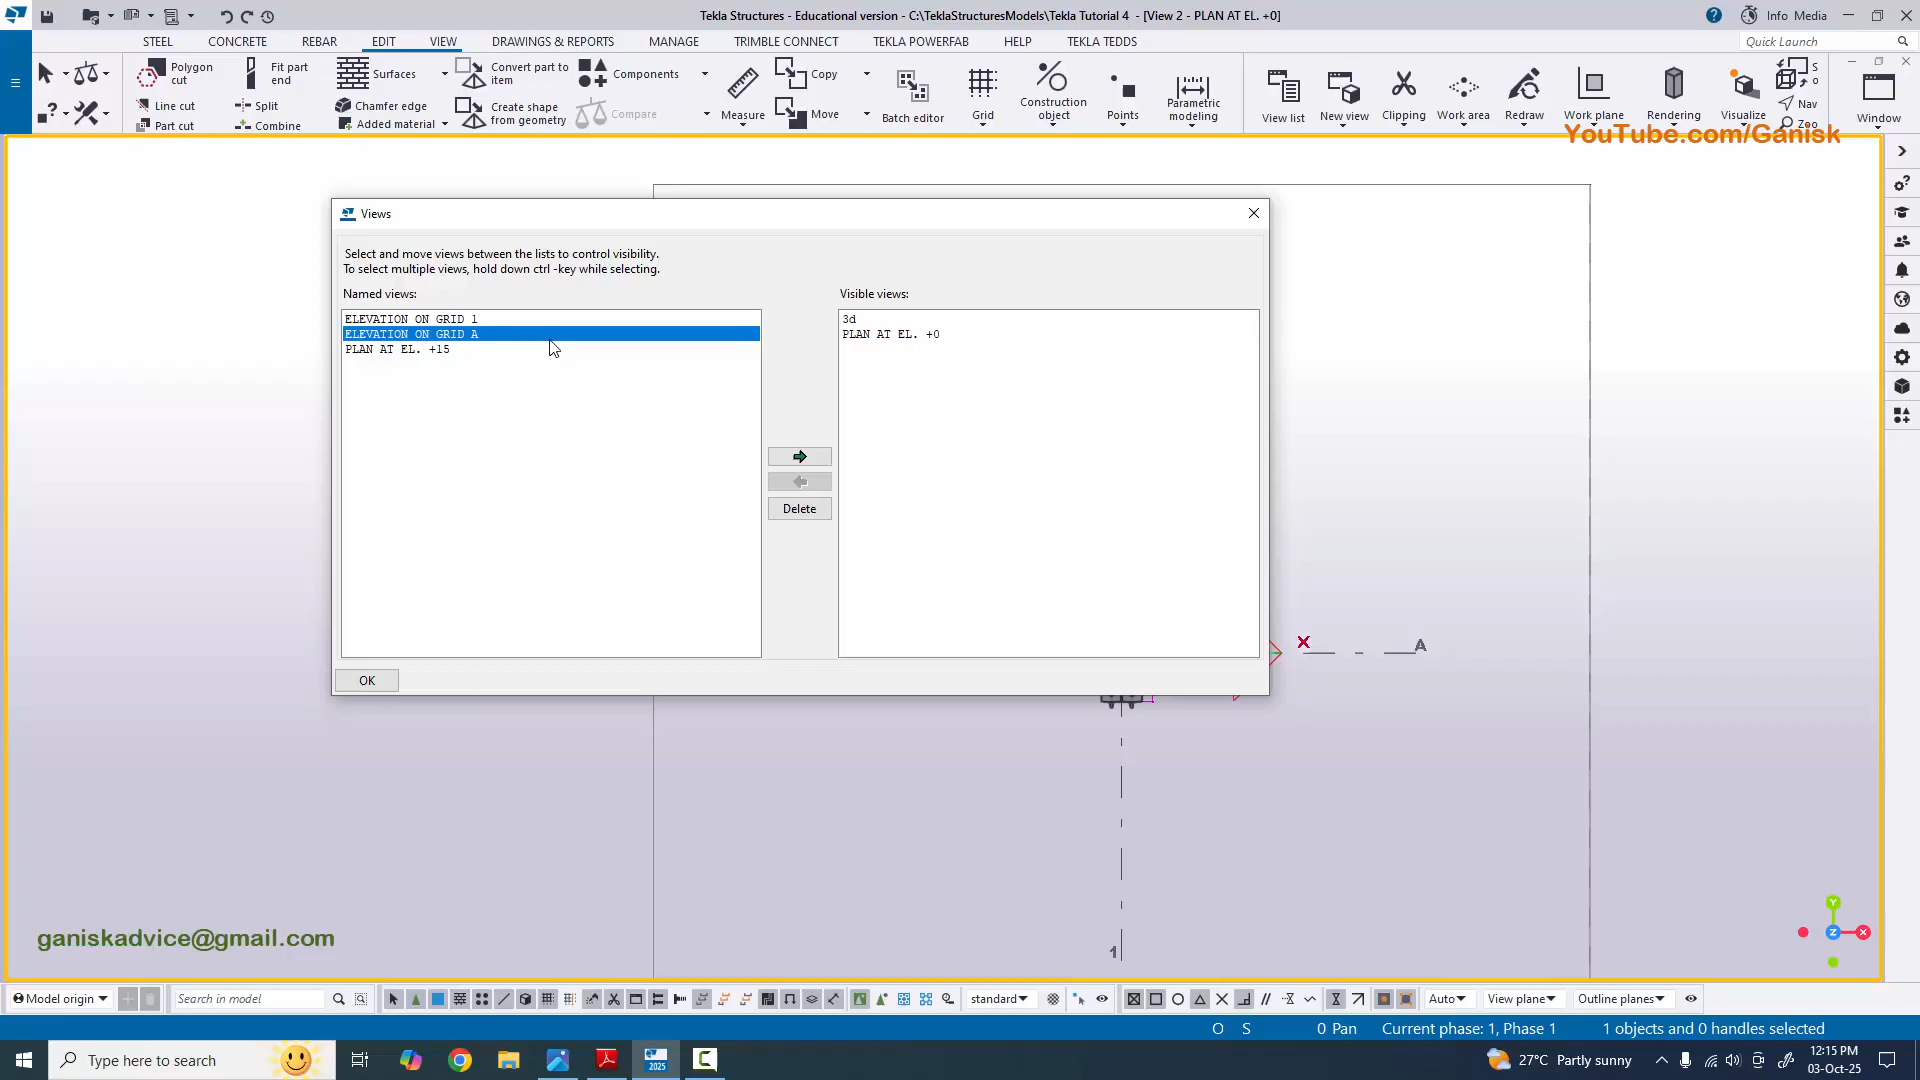 Tekla Structures - Educational version - C:\TeklaStructuresModels\Tekla Tutorial 4 - [View 2 - PLAN AT EL. +0]
Info Media
STEEL CONCRETE REBAR EDIT VIEW DRAWINGS & REPORTS MANAGE TRIMBLE CONNECT TEKLA POWERFAB HELP TEKLA TEDDS
Quick Launch
Polygon cut
Line cut
Part cut
Fit part end
Split
Combine
Surfaces
Chamfer edge
Added material
Convert part to item
Create shape from geometry
Components
Compare
Measure
Copy
Move
Batch editor
Grid
Construction object
Points
Parametric modeling
View list
New view
Clipping
Work area
Redraw
Work plane
Rendering
Visualize
S
o
Nav
Zoo
Window
YouTube.com/Ganisk
Views
Select and move views between the lists to control visibility.
To select multiple views, hold down ctrl -key while selecting.
Named views:
Visible views:
ELEVATION ON GRID 1
ELEVATION ON GRID A
PLAN AT EL. +15
3d
PLAN AT EL. +0
Delete
OK
X
A
1
Y
Z
X
ganiskadvice@gmail.com
Model origin
Search in model
standard
Auto
View plane
Outline planes
O S 0 Pan Current phase: 1, Phase 1 1 objects and 0 handles selected
Type here to search
2025
27°C Partly sunny
12:15 PM
03-Oct-25